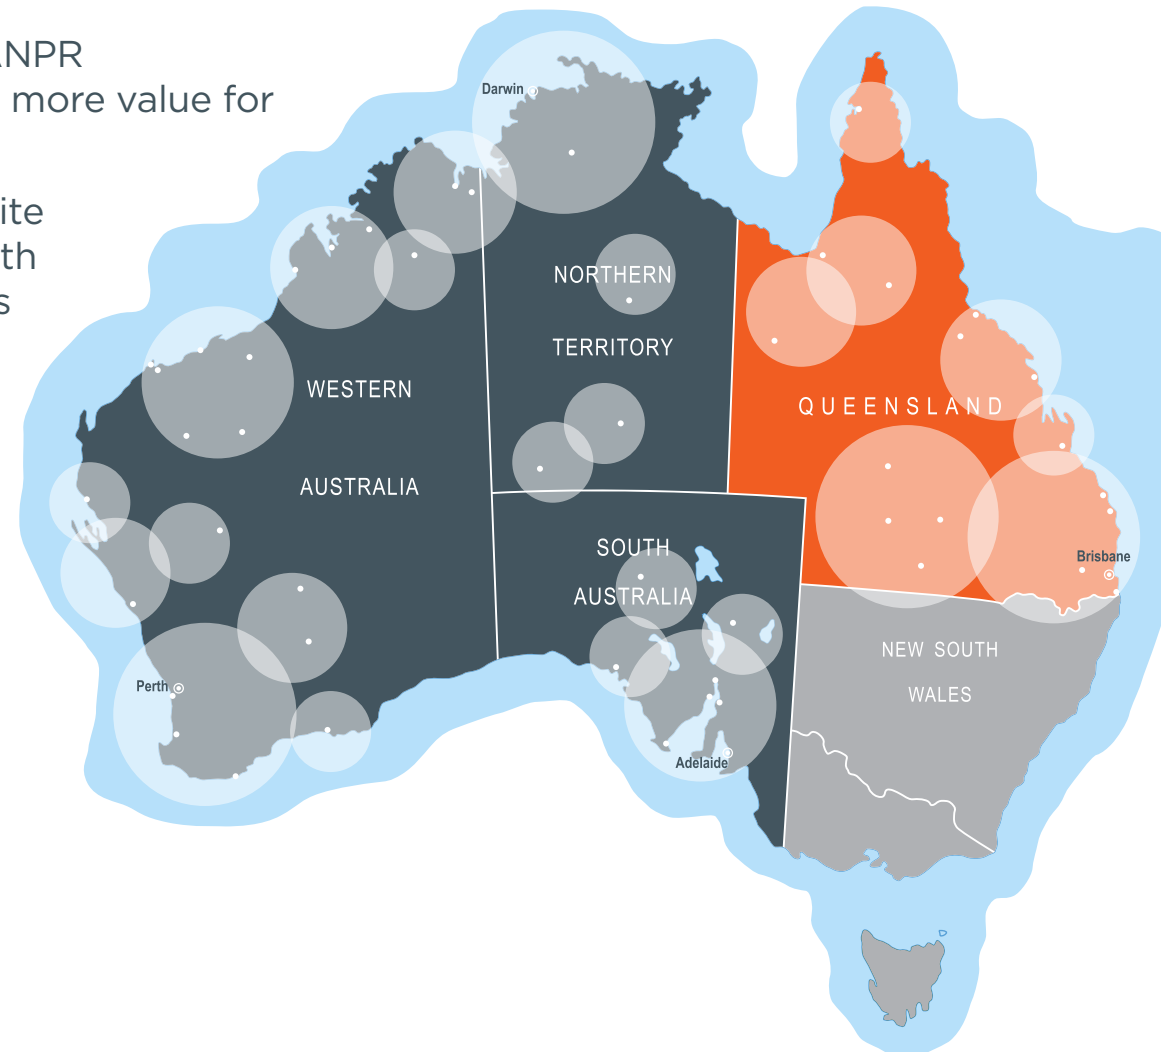 ANPR
more value for
ite
th
s
Darwin
NORTHERN
TERRITORY
WESTERN
AUSTRALIA
QUEENSLAND
SOUTH
AUSTRALIA
Brisbane
NEW SOUTH
WALES
Perth
Adelaide